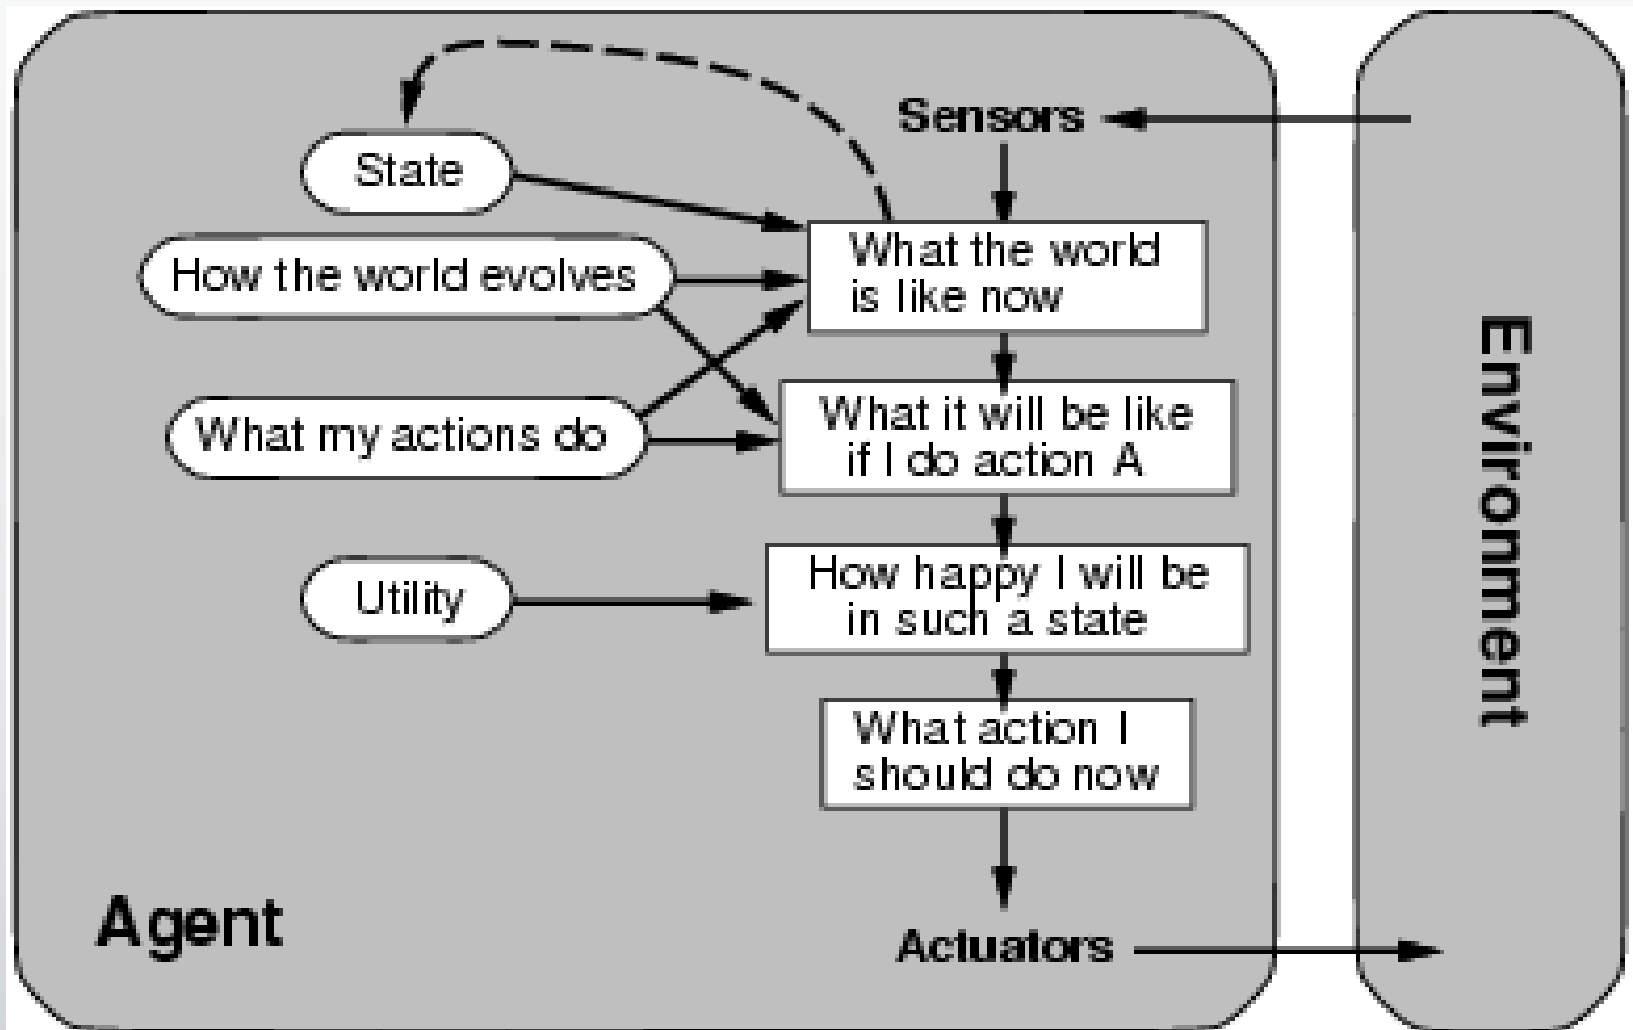 Sensors
State
What the world
is like now
How the world evolves
What my actions do
What it will be like
if I do action A
Utility
How happy I will be
in such a state
What action I
should do now
Agent
Actuators
Environment